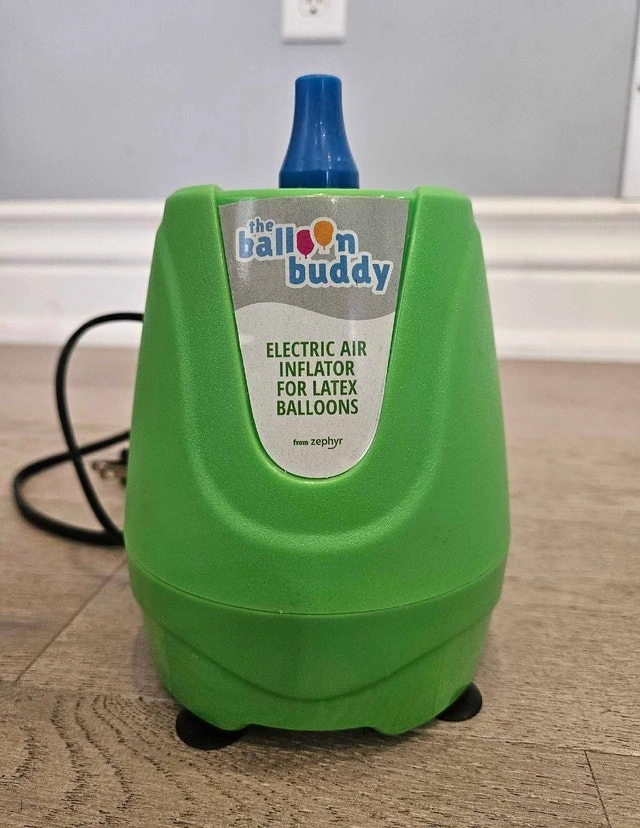 the
balloon
buddy
ELECTRIC AIR
INFLATOR
FOR LATEX
BALLOONS
from zephyr